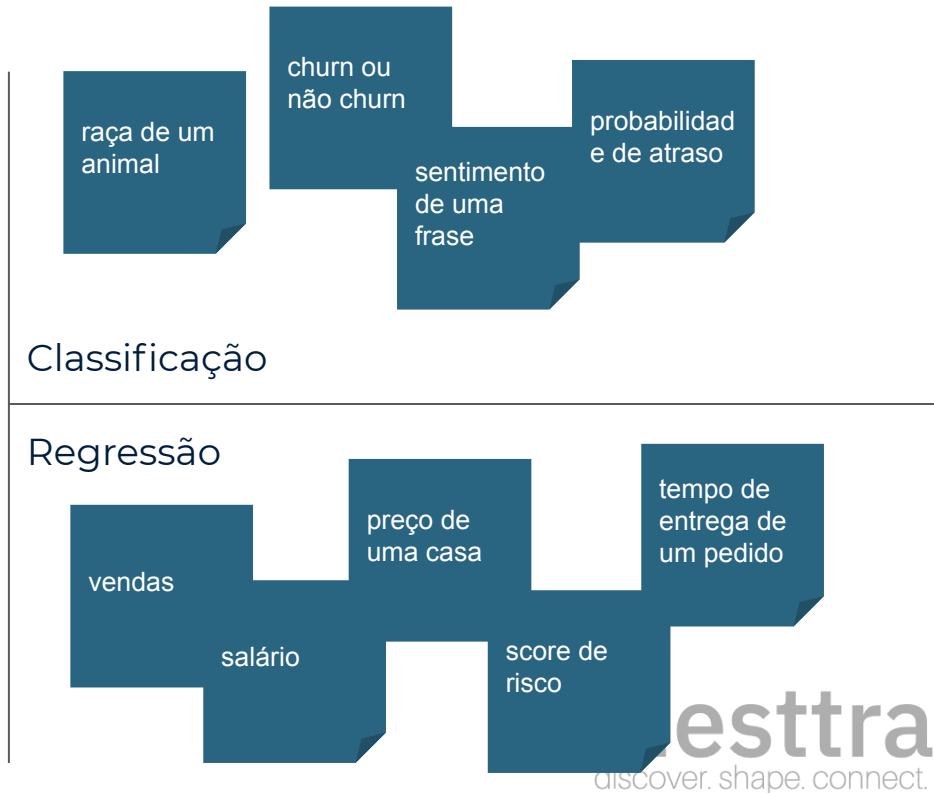 raça de um
animal
churn ou
não churn
sentimento
de uma
frase
probabilidad
e de atraso
Classificação
Regressão
vendas
salário
preço de
uma casa
score de
risco
tempo de
entrega de
um pedido
esttra
discover. shape. connect.